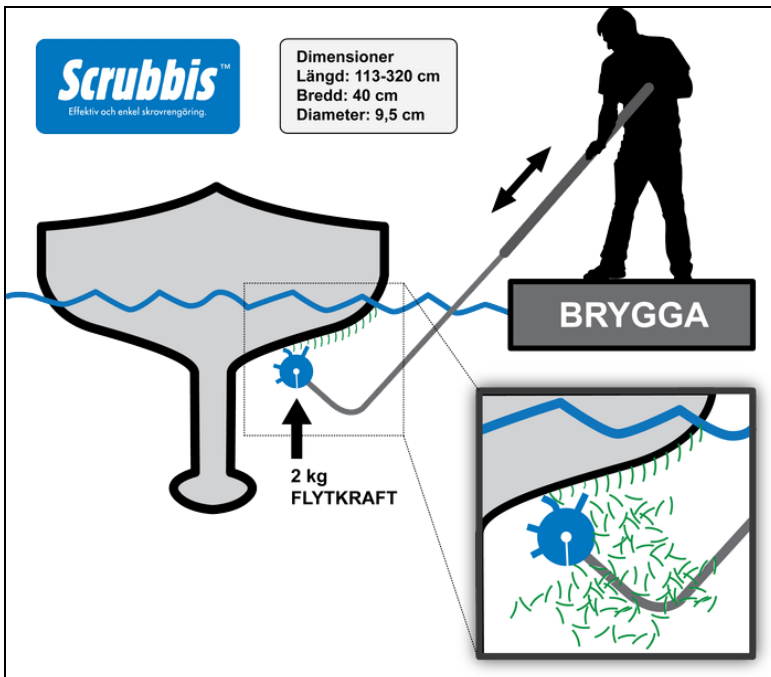 Scrubbis™
Effektiv och enkel skrovrengöring.
Dimensioner
Längd: 113-320 cm
Bredd: 40 cm
Diameter: 9,5 cm
BRYGGA
2 kg
FLYTKRAFT